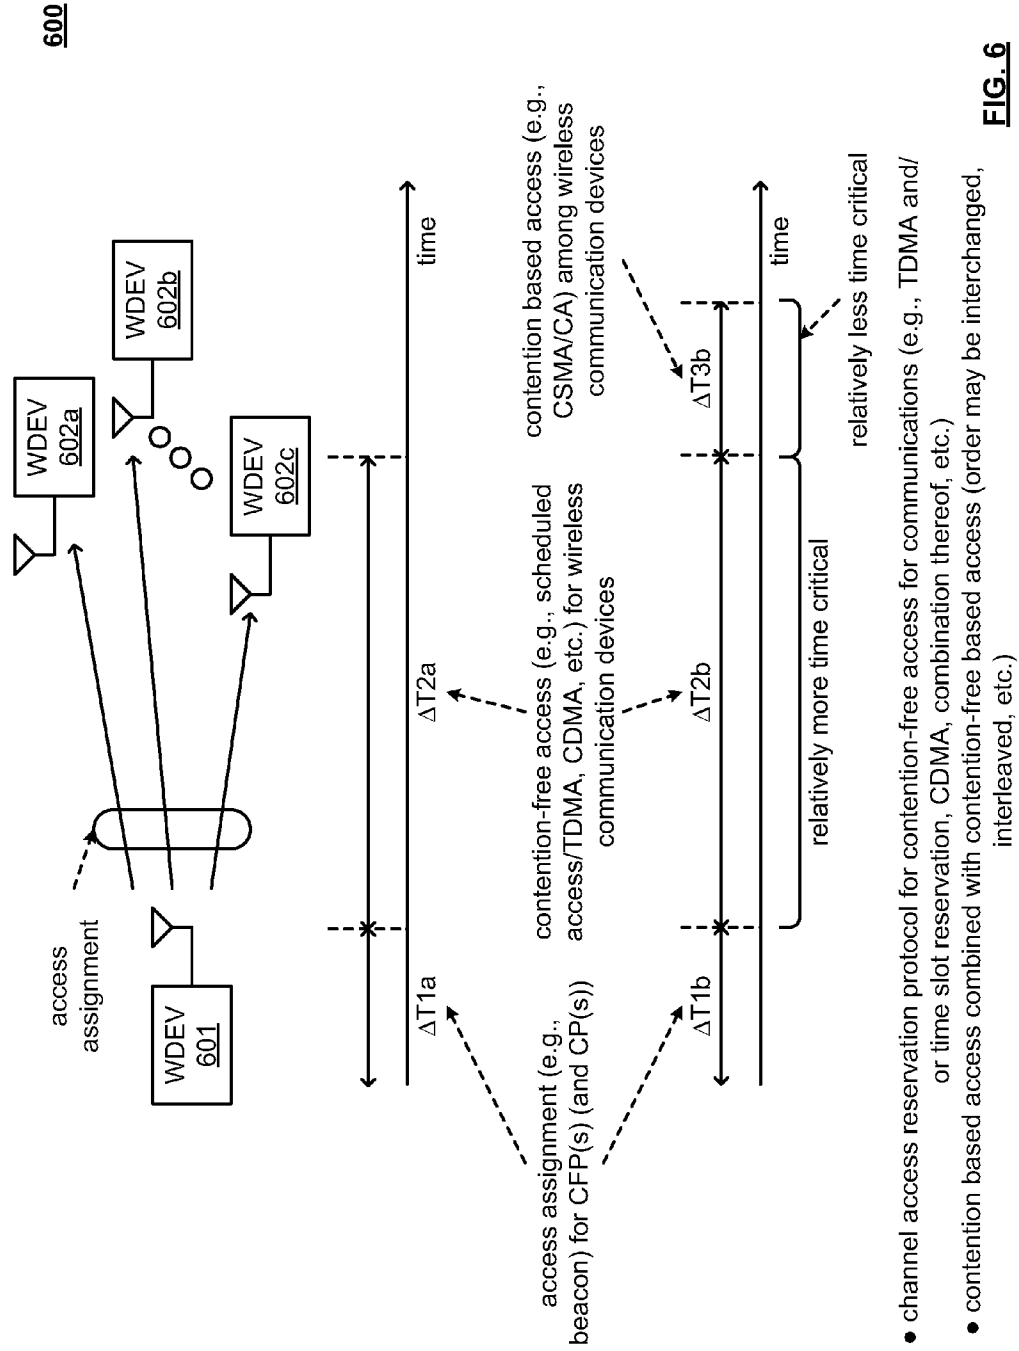 600
access
assignment
WDEV
601
WDEV
602a
WDEV
602b
WDEV
602c
ΔT1a
ΔT2a
time
access assignment (e.g.,
beacon) for CFP(s) (and CP(s))
contention-free access (e.g., scheduled
access/TDMA, CDMA, etc.) for wireless
communication devices
contention based access (e.g.,
CSMA/CA) among wireless
communication devices
ΔT1b
ΔT2b
ΔT3b
time
relatively more time critical
relatively less time critical
● channel access reservation protocol for contention-free access for communications (e.g., TDMA and/
or time slot reservation, CDMA, combination thereof, etc.)
● contention based access combined with contention-free based access (order may be interchanged,
interleaved, etc.)
FIG. 6